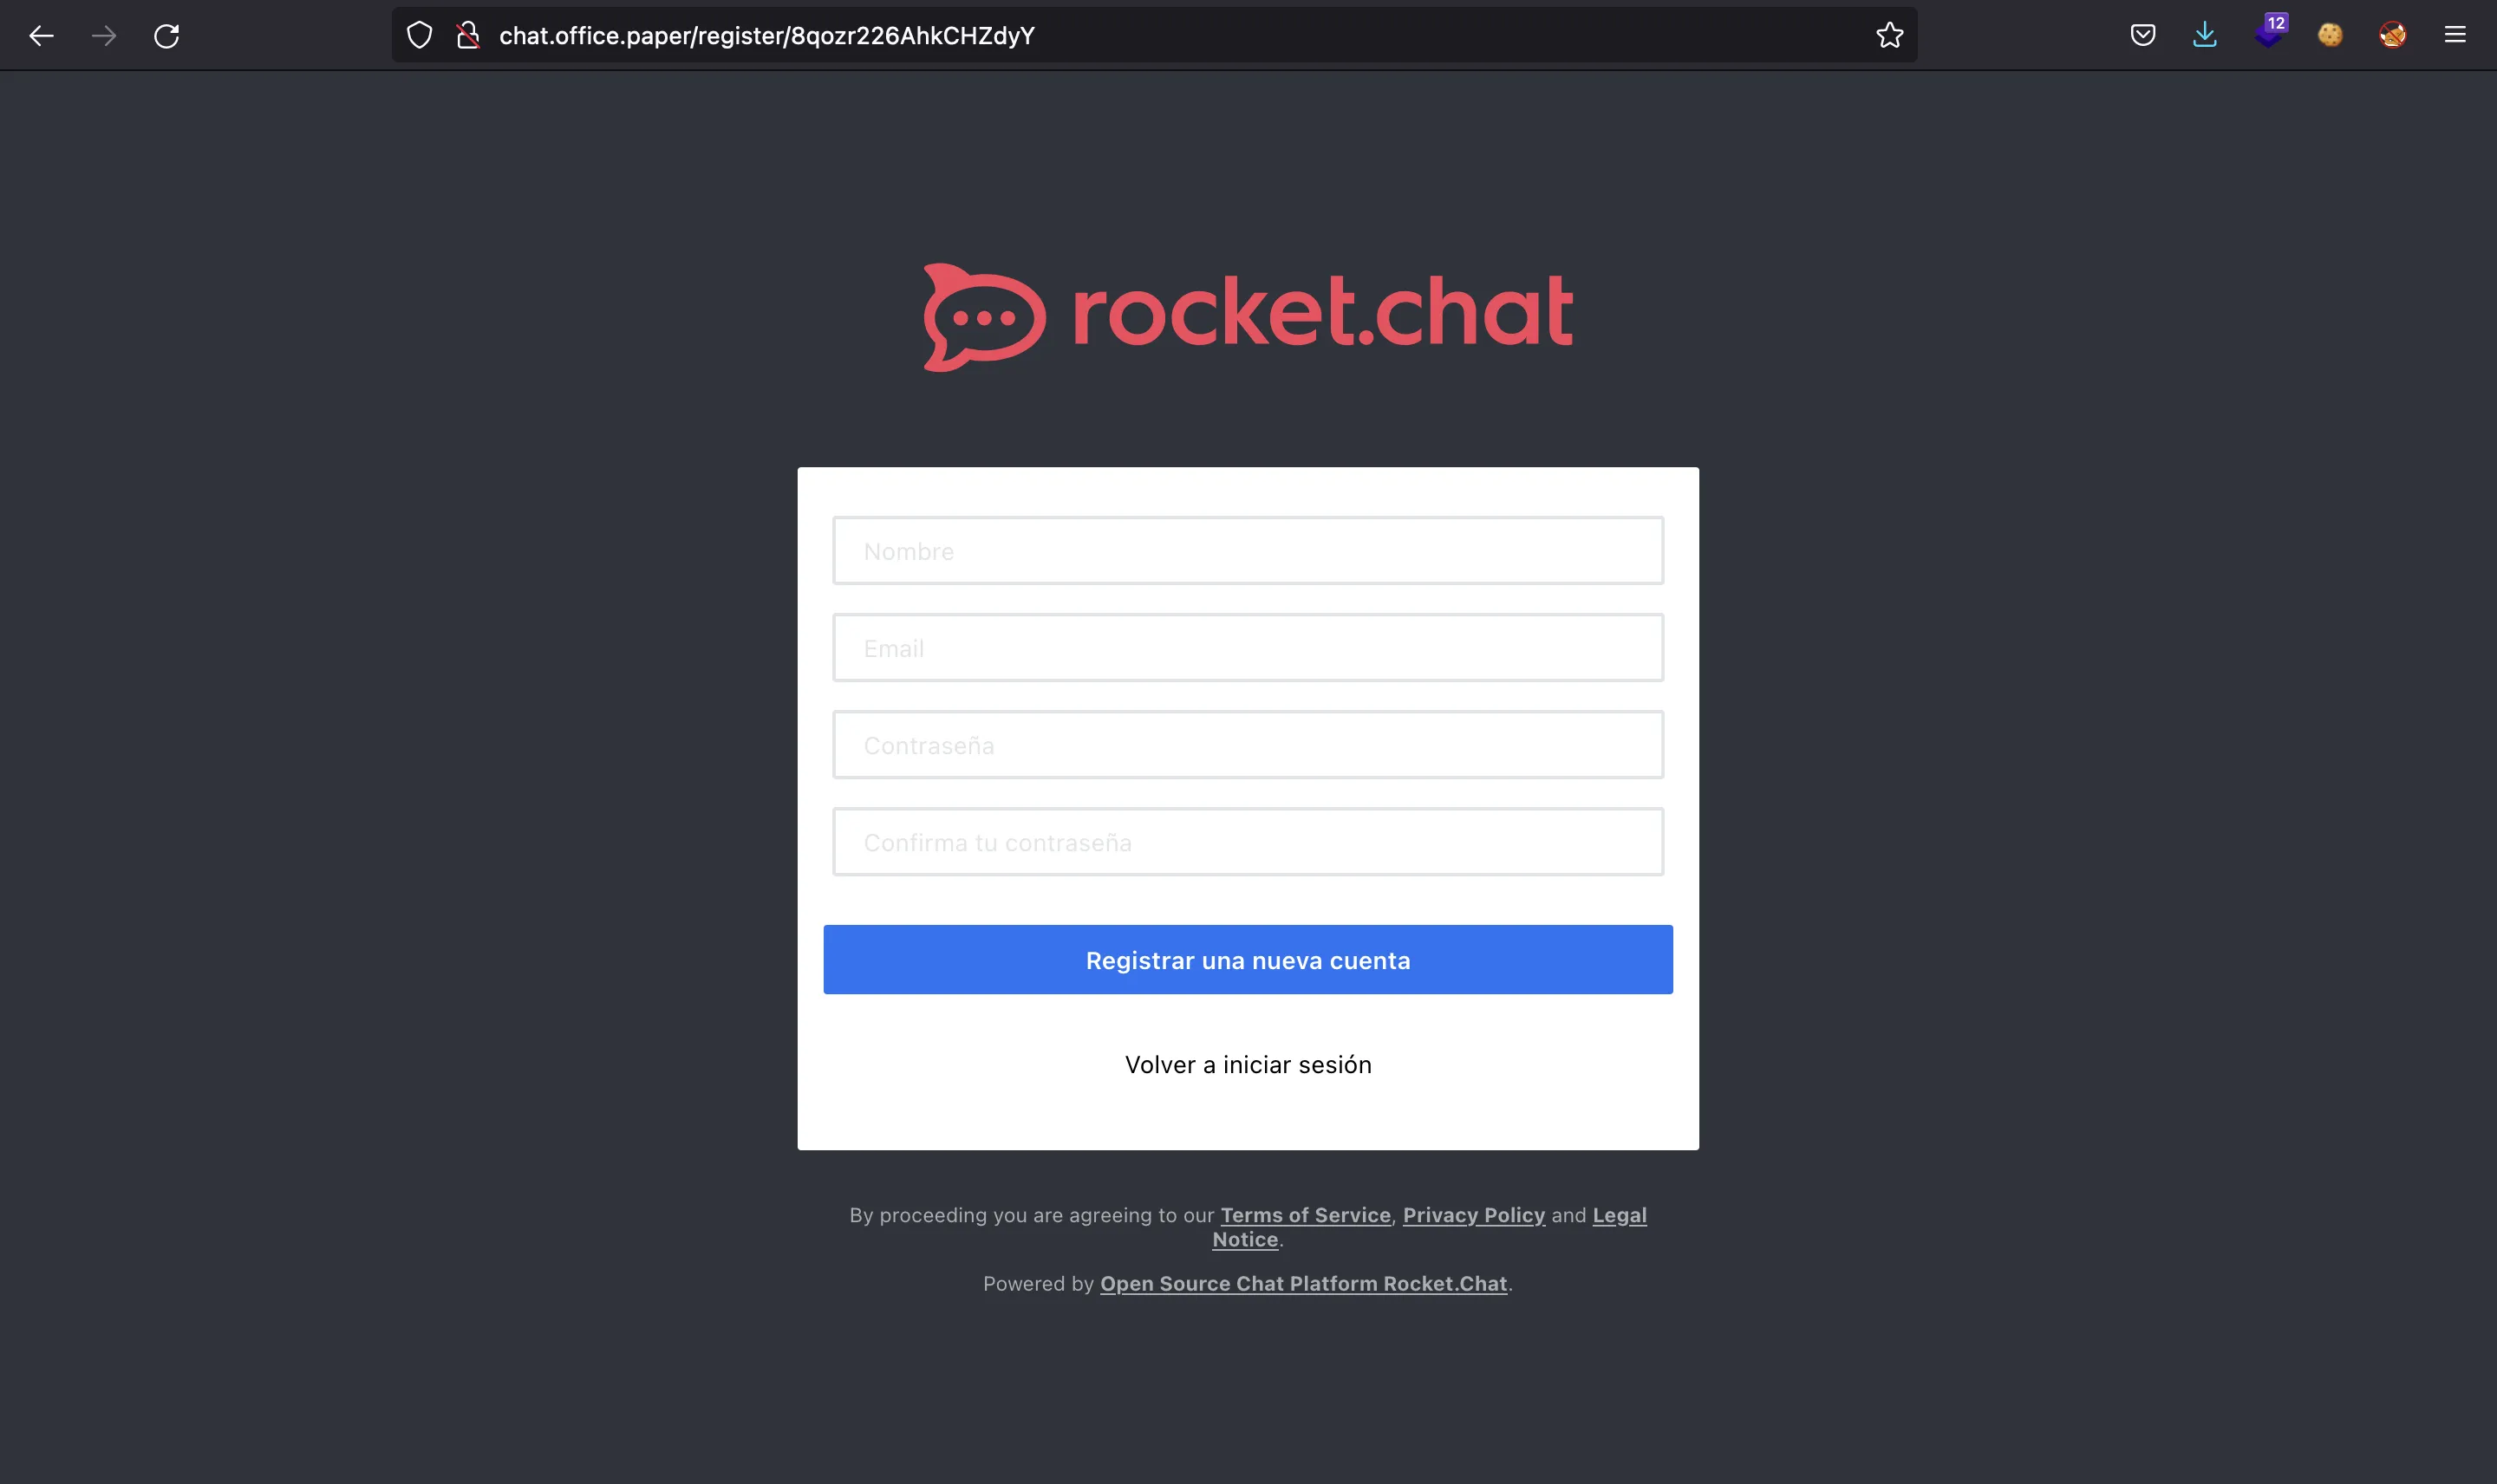 chat.office.paper/register/8qozr226AhkCHZdyY
12
rocket.chat
Nombre
Email
Contraseña
Confirma tu contraseña
Registrar una nueva cuenta
Volver a iniciar sesión
By proceeding you are agreeing to our Terms of Service, Privacy Policy and Legal
Notice.
Powered by Open Source Chat Platform Rocket.Chat.